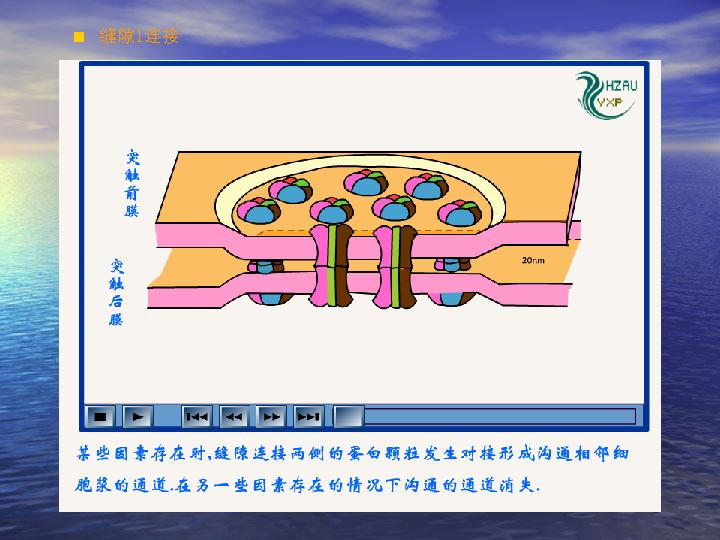 缝隙1连接
HZAU
YXP
突触前膜
20nm
突触后膜
某些因素存在时,缝隙连接两侧的蛋白颗粒发生对接形成沟通相邻细
胞浆的通道.在另一些因素存在的情况下沟通的通道消失.